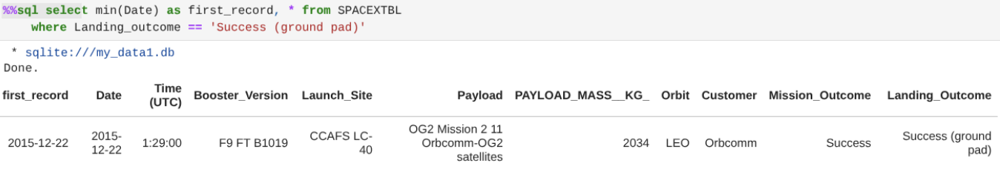 %%sql select min(Date) as first_record, * from SPACEXTBL
where Landing_outcome == 'Success (ground pad)'
* sqlite:///my_data1.db
Done.
first_record Date Time (UTC) Booster_Version Launch_Site Payload PAYLOAD_MASS__KG_ Orbit Customer Mission_Outcome Landing_Outcome
2015-12-22 2015-12-22 1:29:00 F9 FT B1019 CCAFS LC-40 OG2 Mission 2 11 Orbcomm-OG2 satellites 2034 LEO Orbcomm Success Success (ground pad)